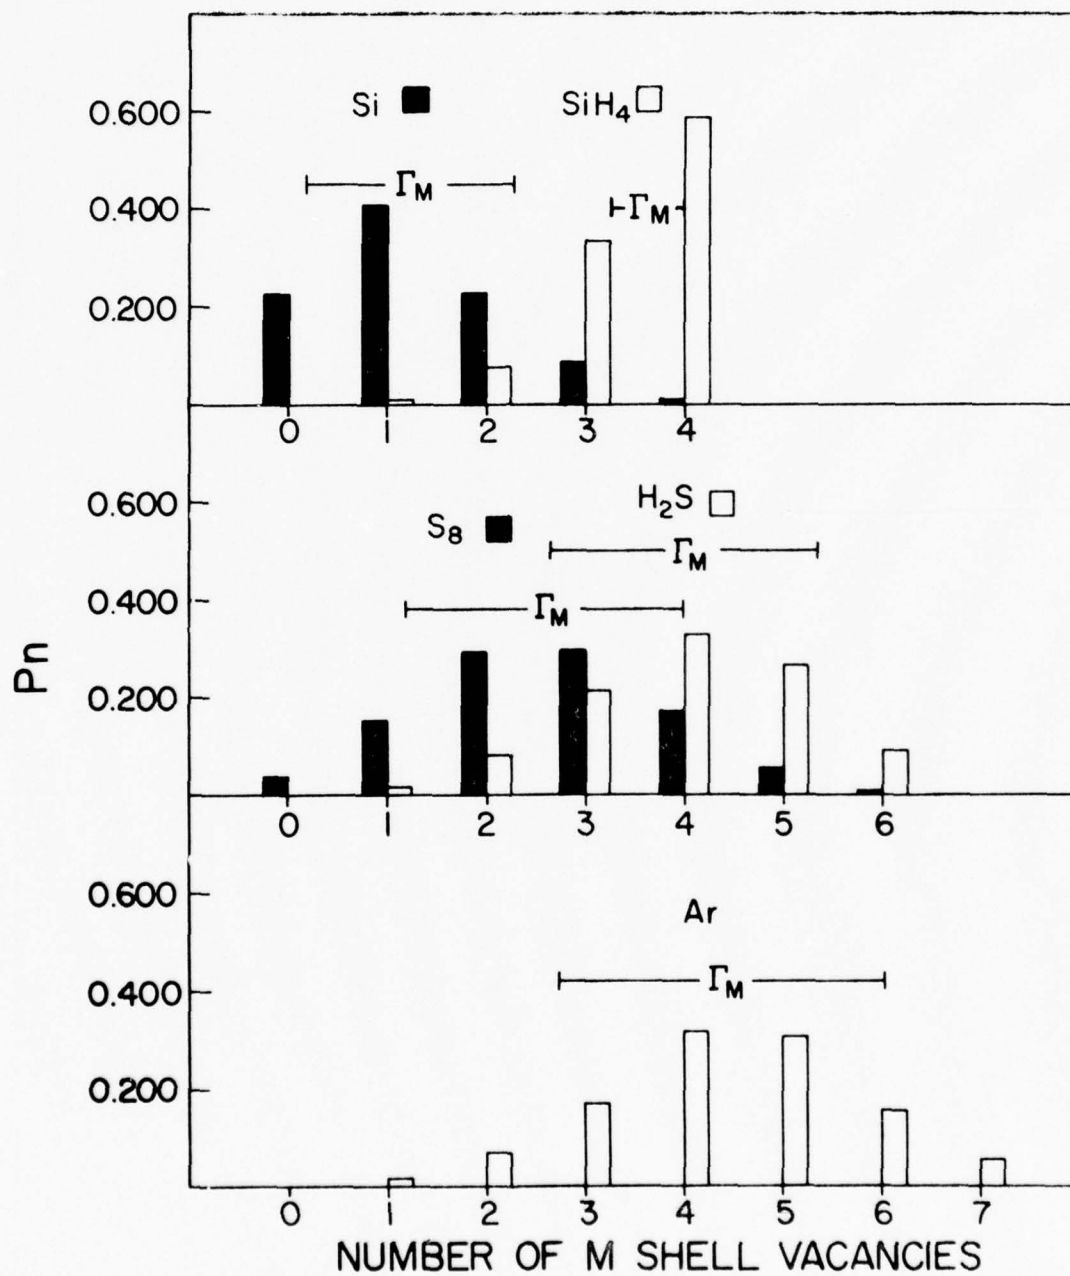 Si SiH4
0.600
ΓM ΓM
0.400
0.200
0 1 2 3 4
0.600
S8 H2S
ΓM
0.400
ΓM
0.200
0 1 2 3 4 5 6
Pn
0.600
Ar
ΓM
0.400
0.200
0 1 2 3 4 5 6 7
NUMBER OF M SHELL VACANCIES